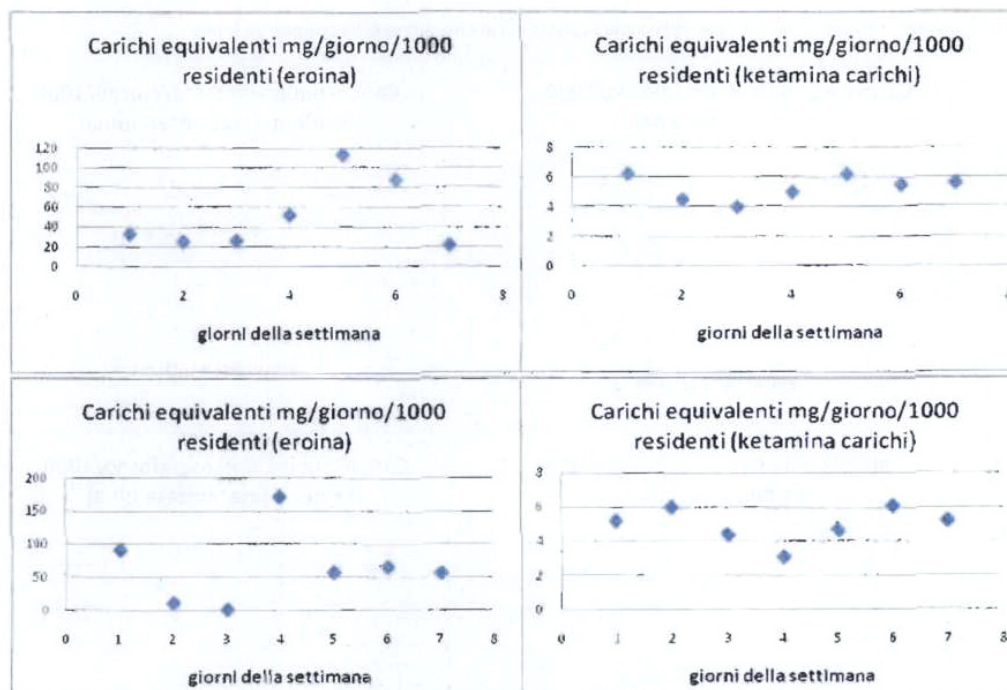 Carichi equivalenti mg/giorno/1000
residenti (eroina)
120
100
80
60
40
20
0
0 2 4 6 8
giorni della settimana
Carichi equivalenti mg/giorno/1000
residenti (ketamina carichi)
8
6
4
2
0
0 2 4 6
giorni della settimana
Carichi equivalenti mg/giorno/1000
residenti (eroina)
200
150
100
50
0
0 1 2 3 4 5 6 7 8
giorni della settimana
Carichi equivalenti mg/giorno/1000
residenti (ketamina carichi)
8
6
4
2
0
0 1 2 3 4 5 6 7 8
giorni della settimana